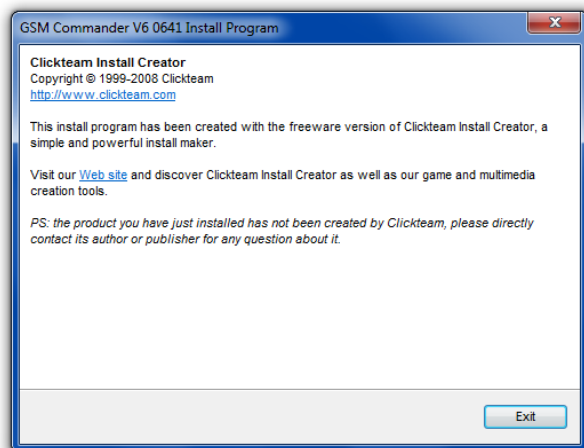 GSM Commander V6 0641 Install Program
Clickteam Install Creator
Copyright © 1999-2008 Clickteam
http://www.clickteam.com
This install program has been created with the freeware version of Clickteam Install Creator, a
simple and powerful install maker.
Visit our Web site and discover Clickteam Install Creator as well as our game and multimedia
creation tools.
PS: the product you have just installed has not been created by Clickteam, please directly
contact its author or publisher for any question about it.
Exit